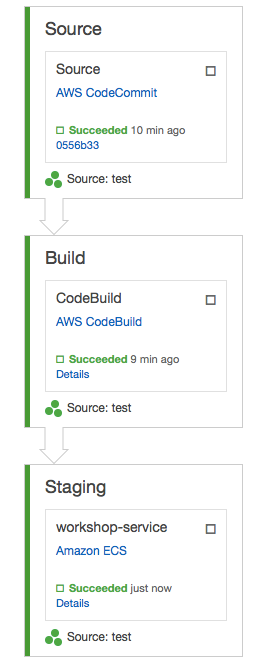 Source
Source
AWS CodeCommit
Succeeded 10 min ago
0556b33
Source: test
Build
CodeBuild
AWS CodeBuild
Succeeded 9 min ago
Details
Source: test
Staging
workshop-service
Amazon ECS
Succeeded just now
Details
Source: test